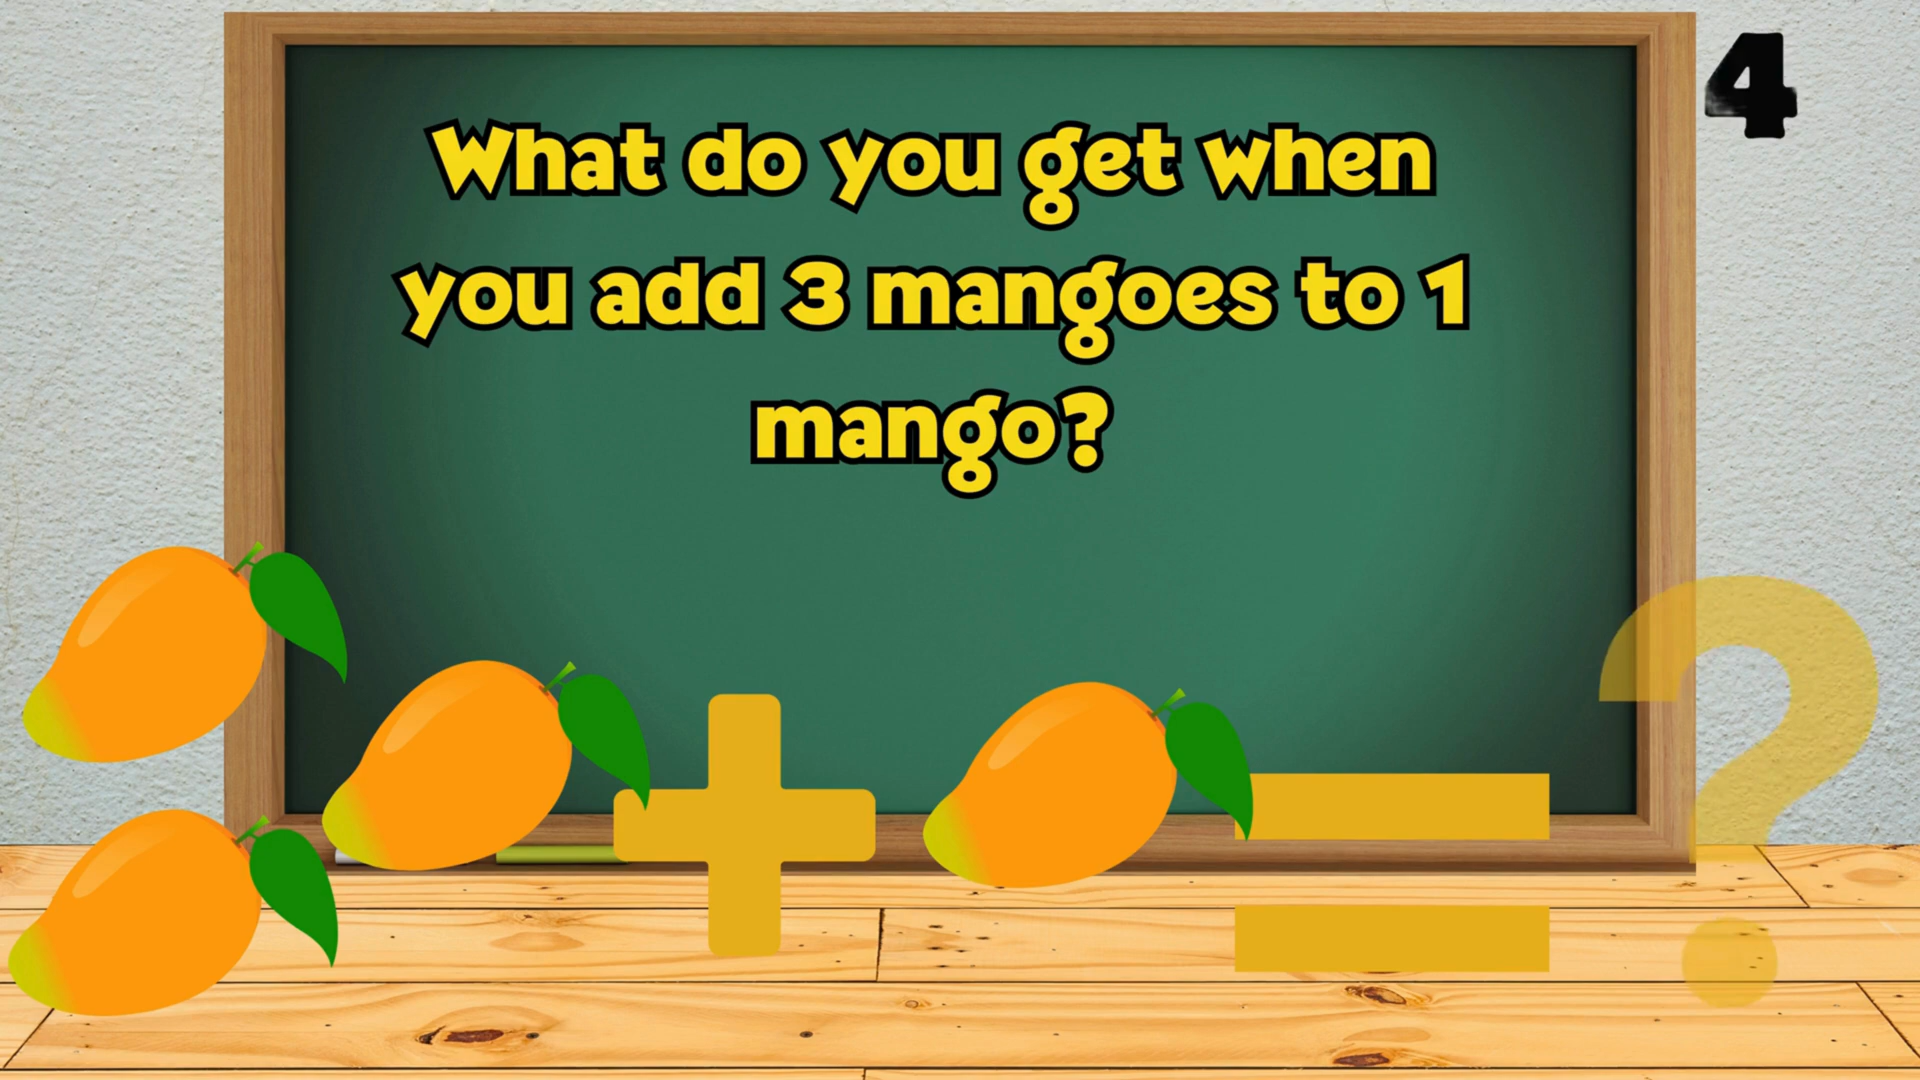 4
What do you get when
you add 3 mangoes to 1
mango?
+ = ?